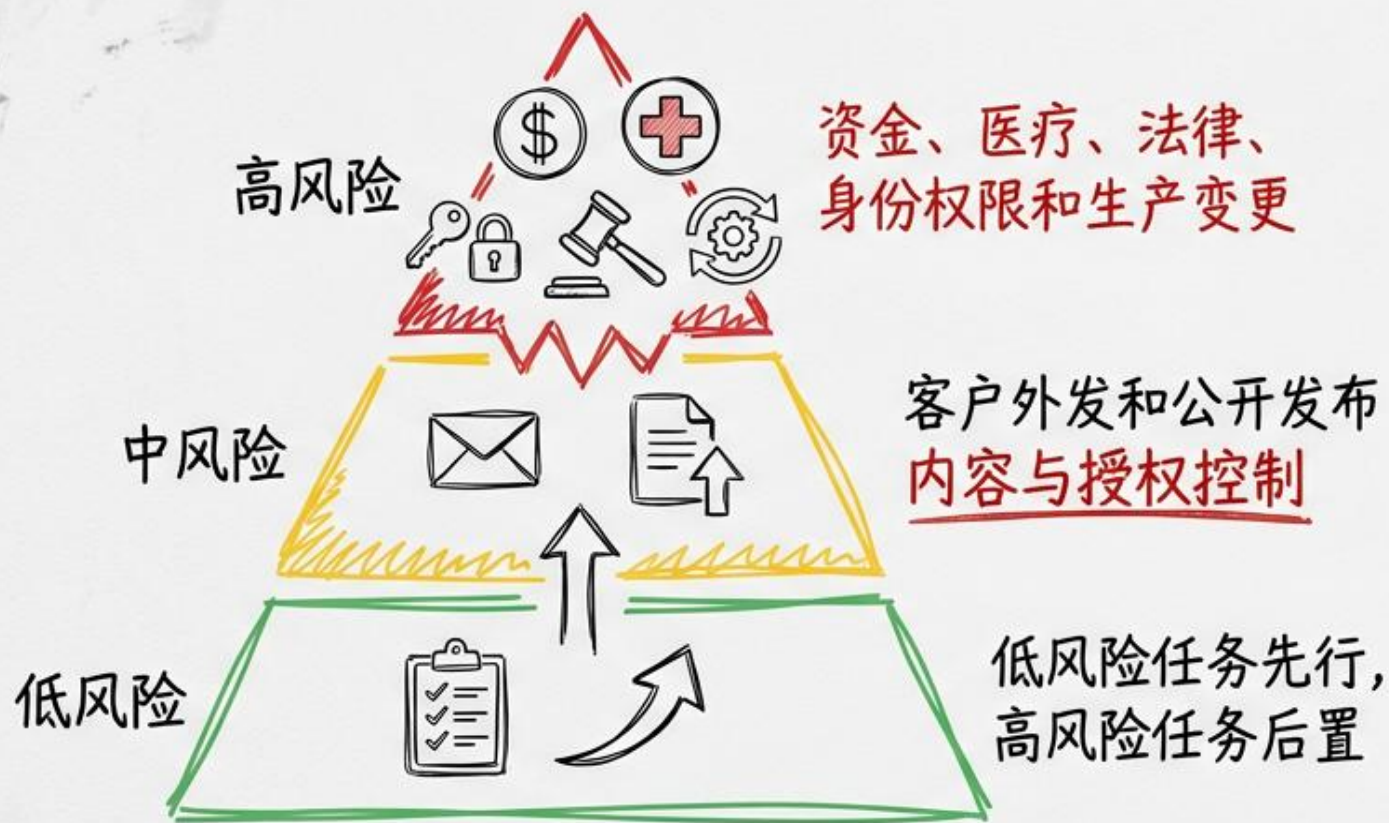 高风险
资金、医疗、法律、
身份权限和生产变更
$
中风险
客户外发和公开发布
内容与授权控制
低风险
低风险任务先行,
高风险任务后置